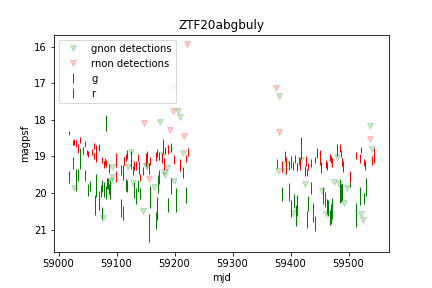 ZTF20abgbuly
16
17
18
19
20
21
magpsf
gnon detections
rnon detections
g
r
59000
59100
59200
59300
59400
59500
mjd